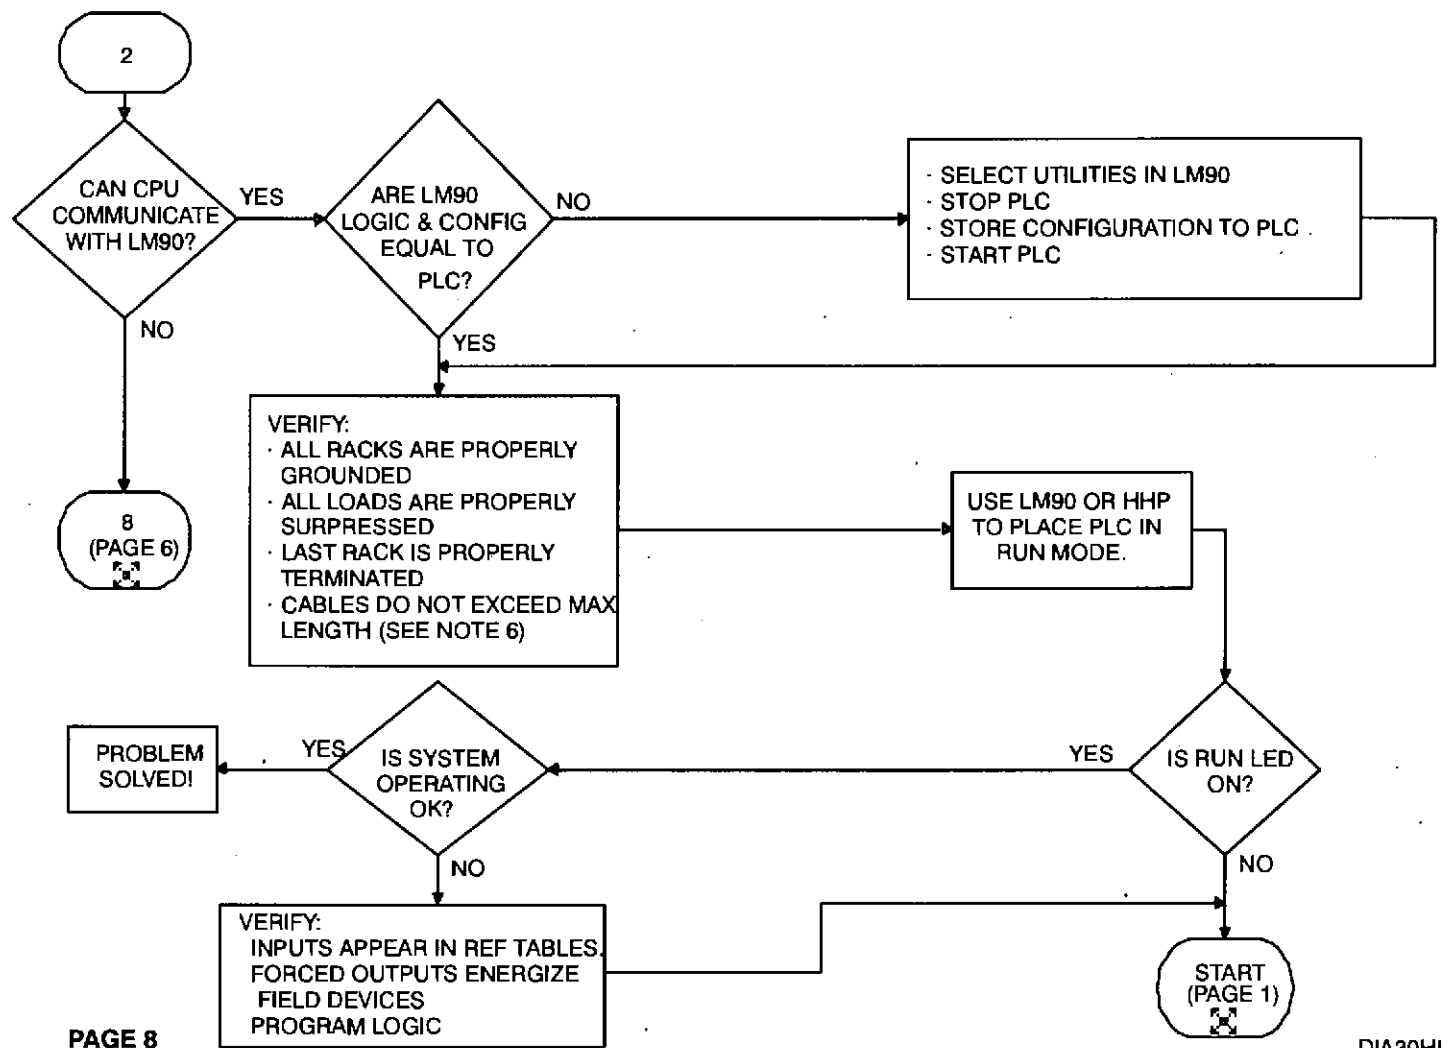 2
CAN CPU
COMMUNICATE
WITH LM90?
YES
NO
8
(PAGE 6)
ARE LM90
LOGIC & CONFIG
EQUAL TO
PLC?
NO
YES
· SELECT UTILITIES IN LM90
· STOP PLC
· STORE CONFIGURATION TO PLC .
· START PLC
VERIFY:
· ALL RACKS ARE PROPERLY
GROUNDED
· ALL LOADS ARE PROPERLY
SURPRESSED
· LAST RACK IS PROPERLY
TERMINATED
· CABLES DO NOT EXCEED MAX
LENGTH (SEE NOTE 6)
USE LM90 OR HHP
TO PLACE PLC IN
RUN MODE.
IS RUN LED
ON?
YES
NO
IS SYSTEM
OPERATING
OK?
YES
NO
PROBLEM
SOLVED!
VERIFY:
INPUTS APPEAR IN REF TABLES.
FORCED OUTPUTS ENERGIZE
FIELD DEVICES
PROGRAM LOGIC
START
(PAGE 1)
PAGE 8